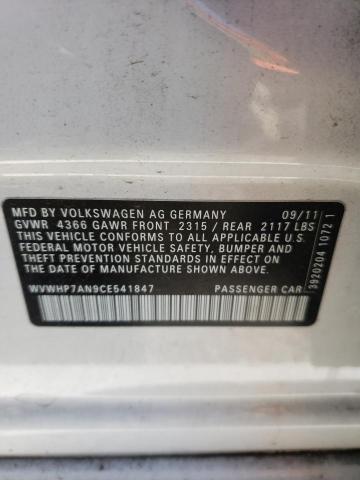 MFD BY VOLKSWAGEN AG GERMANY 09/11
GVWR 4366 GAWR FRONT 2315 / REAR 2117 LBS
THIS VEHICLE CONFORMS TO ALL APPLICABLE U.S.
FEDERAL MOTOR VEHICLE SAFETY, BUMPER AND
THEFT PREVENTION STANDARDS IN EFFECT ON THE
DATE OF MANUFACTURE SHOWN ABOVE.
WVWHP7AN9CE541847 PASSENGER CAR
3920204 1072 1